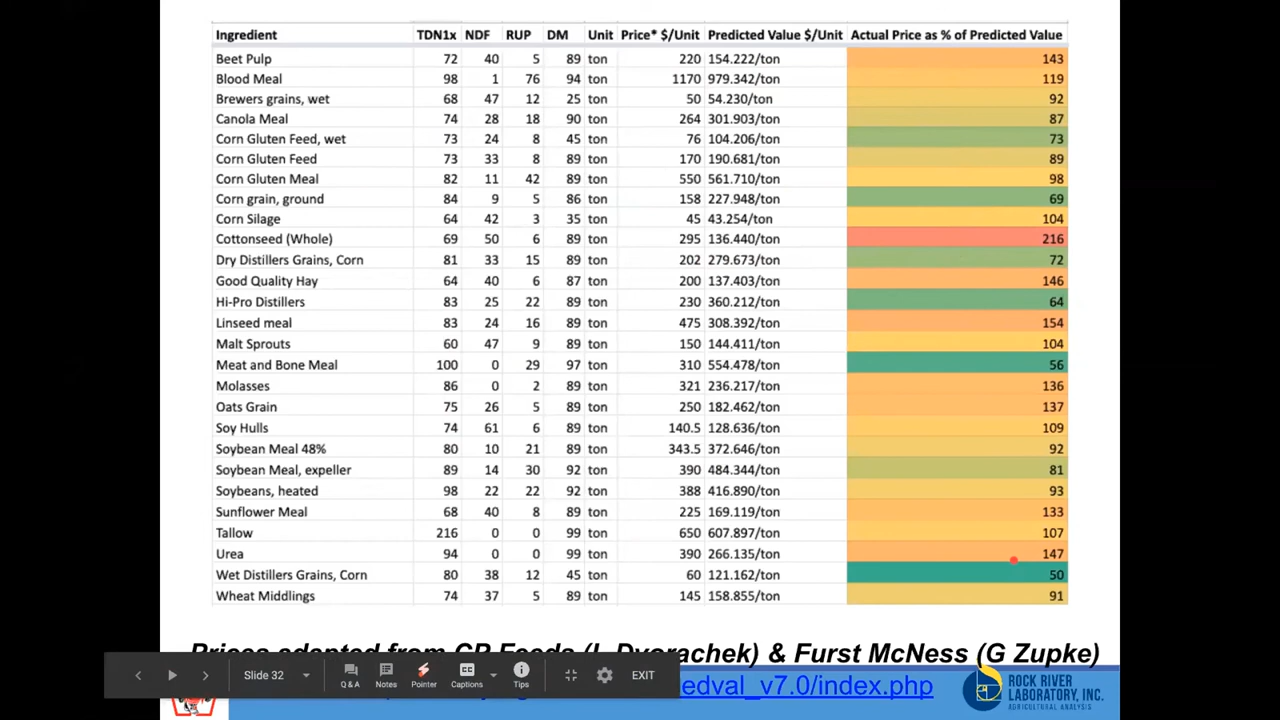 Ingredient TDN1x NDF RUP DM Unit Price* $/Unit Predicted Value $/Unit Actual Price as % of Predicted Value
Beet Pulp 72 40 5 89 ton 220 154.222/ton 143
Blood Meal 98 1 76 94 ton 1170 979.342/ton 119
Brewers grains, wet 68 47 12 25 ton 50 54.230/ton 92
Canola Meal 74 28 18 90 ton 264 301.903/ton 87
Corn Gluten Feed, wet 73 24 8 45 ton 76 104.206/ton 73
Corn Gluten Feed 73 33 8 89 ton 170 190.681/ton 89
Corn Gluten Meal 82 11 42 89 ton 550 561.710/ton 98
Corn grain, ground 84 9 5 86 ton 158 227.948/ton 69
Corn Silage 64 42 3 35 ton 45 43.254/ton 104
Cottonseed (Whole) 69 50 6 89 ton 295 136.440/ton 216
Dry Distillers Grains, Corn 81 33 15 89 ton 202 279.673/ton 72
Good Quality Hay 64 40 6 87 ton 200 137.403/ton 146
Hi-Pro Distillers 83 25 22 89 ton 230 360.212/ton 64
Linseed meal 83 24 16 89 ton 475 308.392/ton 154
Malt Sprouts 60 47 9 89 ton 150 144.411/ton 104
Meat and Bone Meal 100 0 29 97 ton 310 554.478/ton 56
Molasses 86 0 2 89 ton 321 236.217/ton 136
Oats Grain 75 26 5 89 ton 250 182.462/ton 137
Soy Hulls 74 61 6 89 ton 140.5 128.636/ton 109
Soybean Meal 48% 80 10 21 89 ton 343.5 372.646/ton 92
Soybean Meal, expeller 89 14 30 92 ton 390 484.344/ton 81
Soybeans, heated 98 22 22 92 ton 388 416.890/ton 93
Sunflower Meal 68 40 8 89 ton 225 169.119/ton 133
Tallow 216 0 0 99 ton 650 607.897/ton 107
Urea 94 0 0 99 ton 390 266.135/ton 147
Wet Distillers Grains, Corn 80 38 12 45 ton 60 121.162/ton 50
Wheat Middlings 74 37 5 89 ton 145 158.855/ton 91
Prices adapted from CP Feeds (L Dvorachek) & Furst McNess (G Zupke)
Slide 32 Q & A Notes Pointer Captions Tips EXIT
edval_v7.0/index.php
ROCK RIVER
LABORATORY, INC.
AGRICULTURAL ANALYSIS